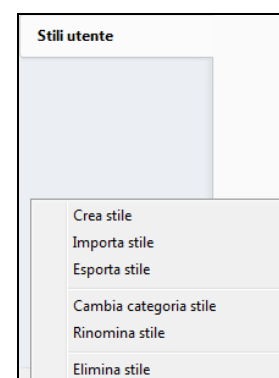 Stili utente
Crea stile
Importa stile
Esporta stile
Cambia categoria stile
Rinomina stile
Elimina stile